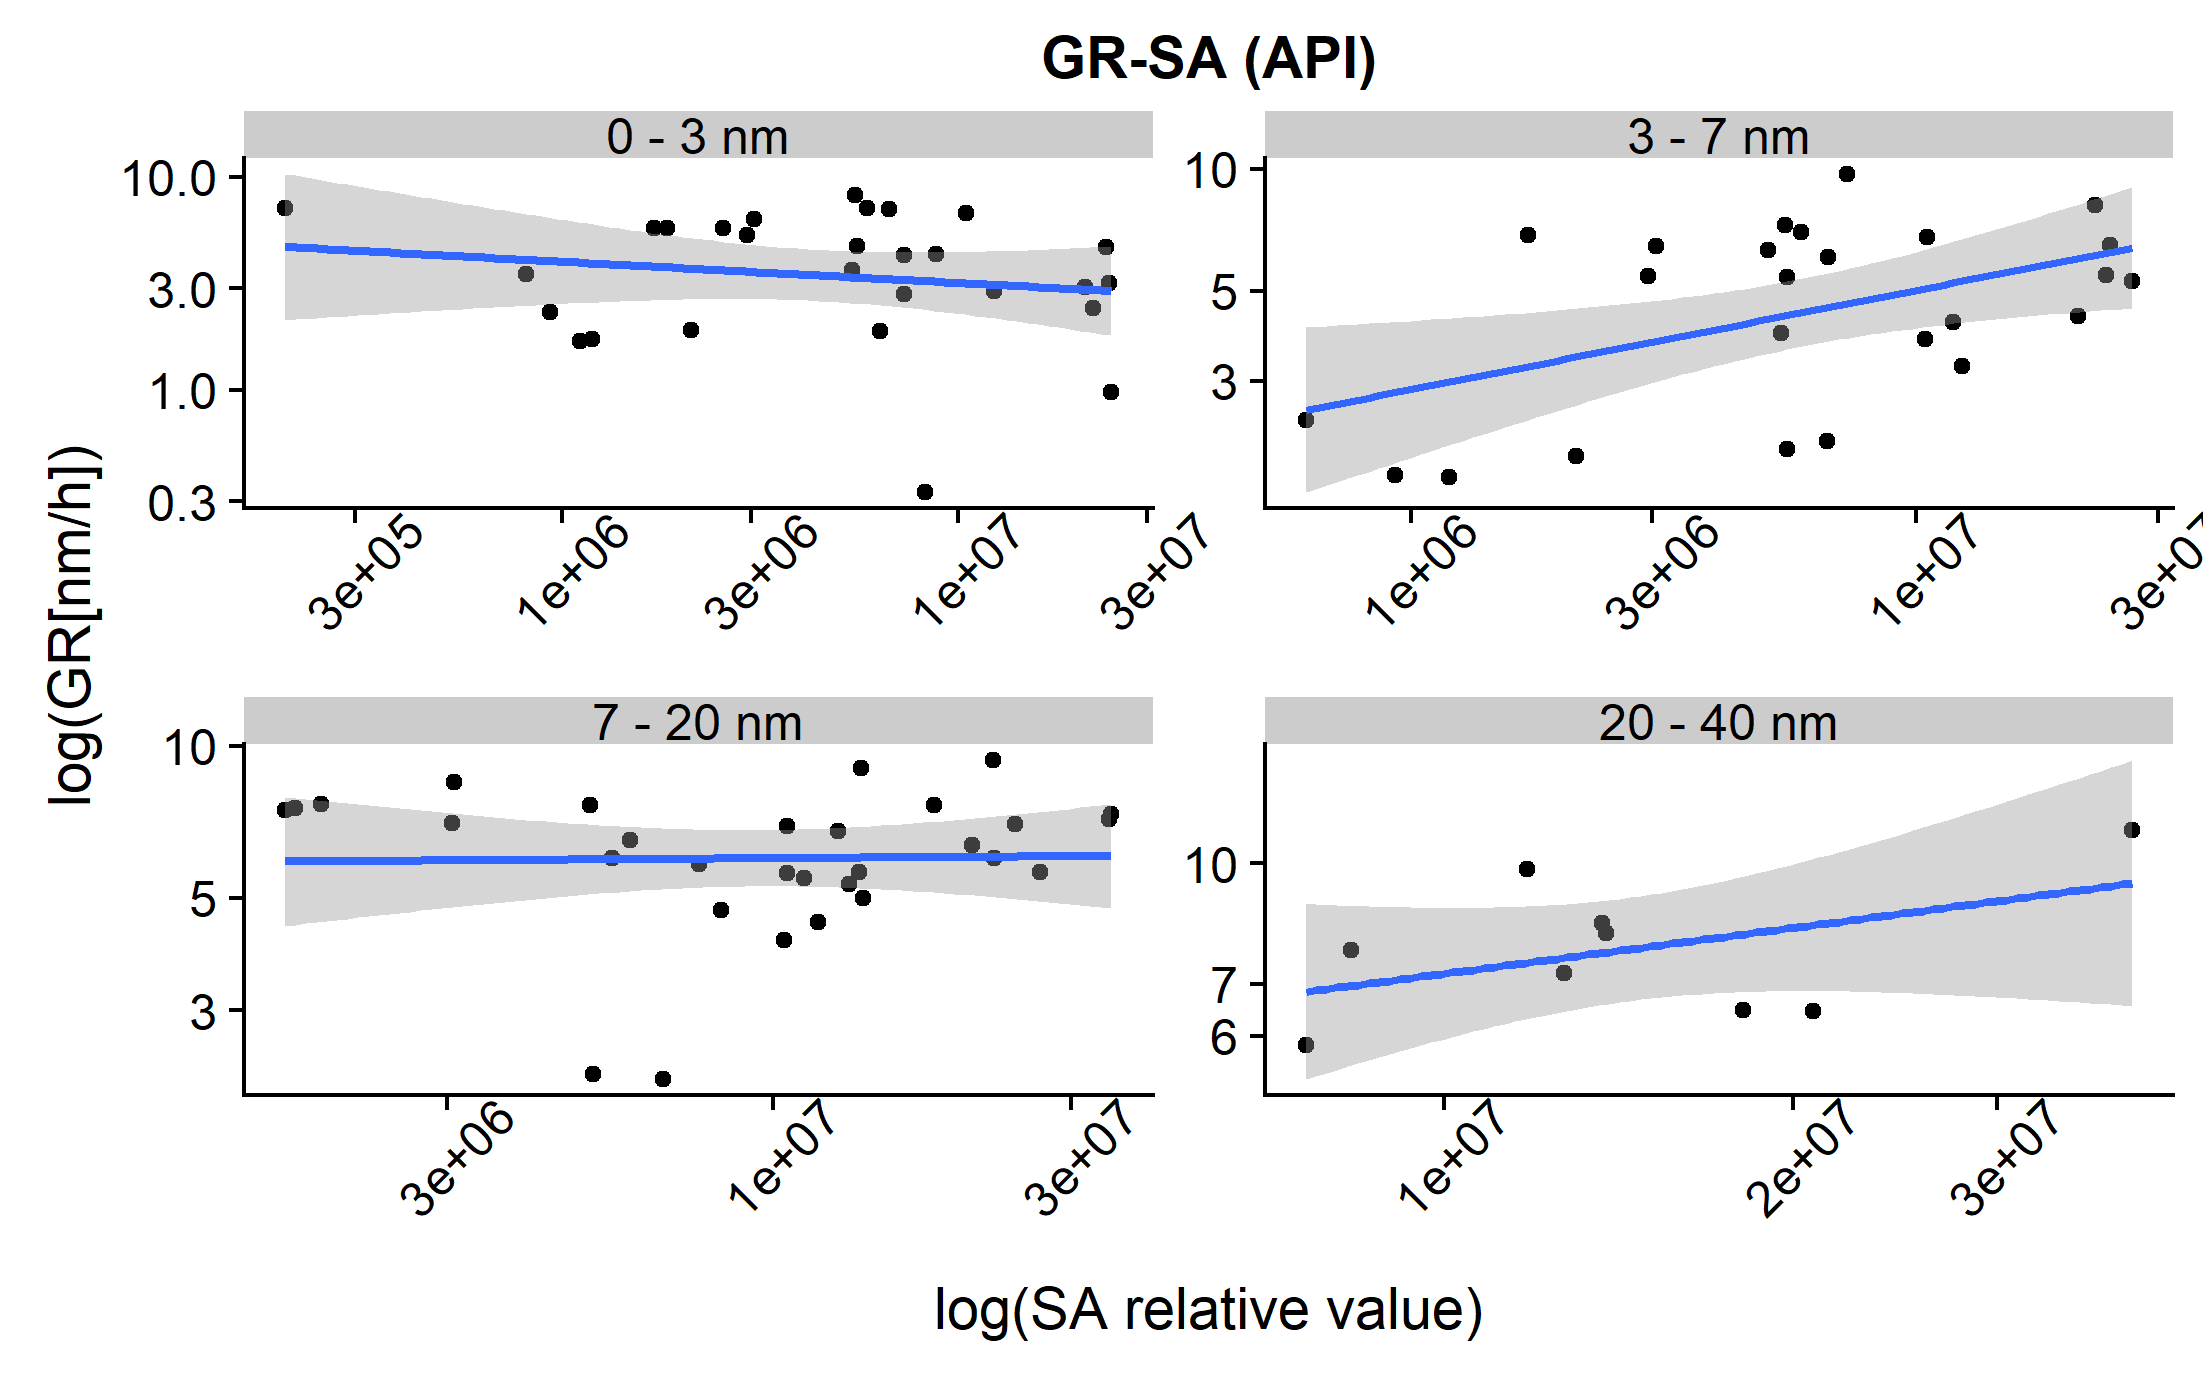 GR-SA (API)
0 - 3 nm
3 - 7 nm
10.0
3.0
1.0
0.3
10
5
3
3e+05
1e+06
3e+06
1e+07
3e+07
1e+06
3e+06
1e+07
3e+07
log(GR[nm/h])
7 - 20 nm
20 - 40 nm
10
5
3
10
7
6
3e+06
1e+07
3e+07
1e+07
2e+07
3e+07
log(SA relative value)